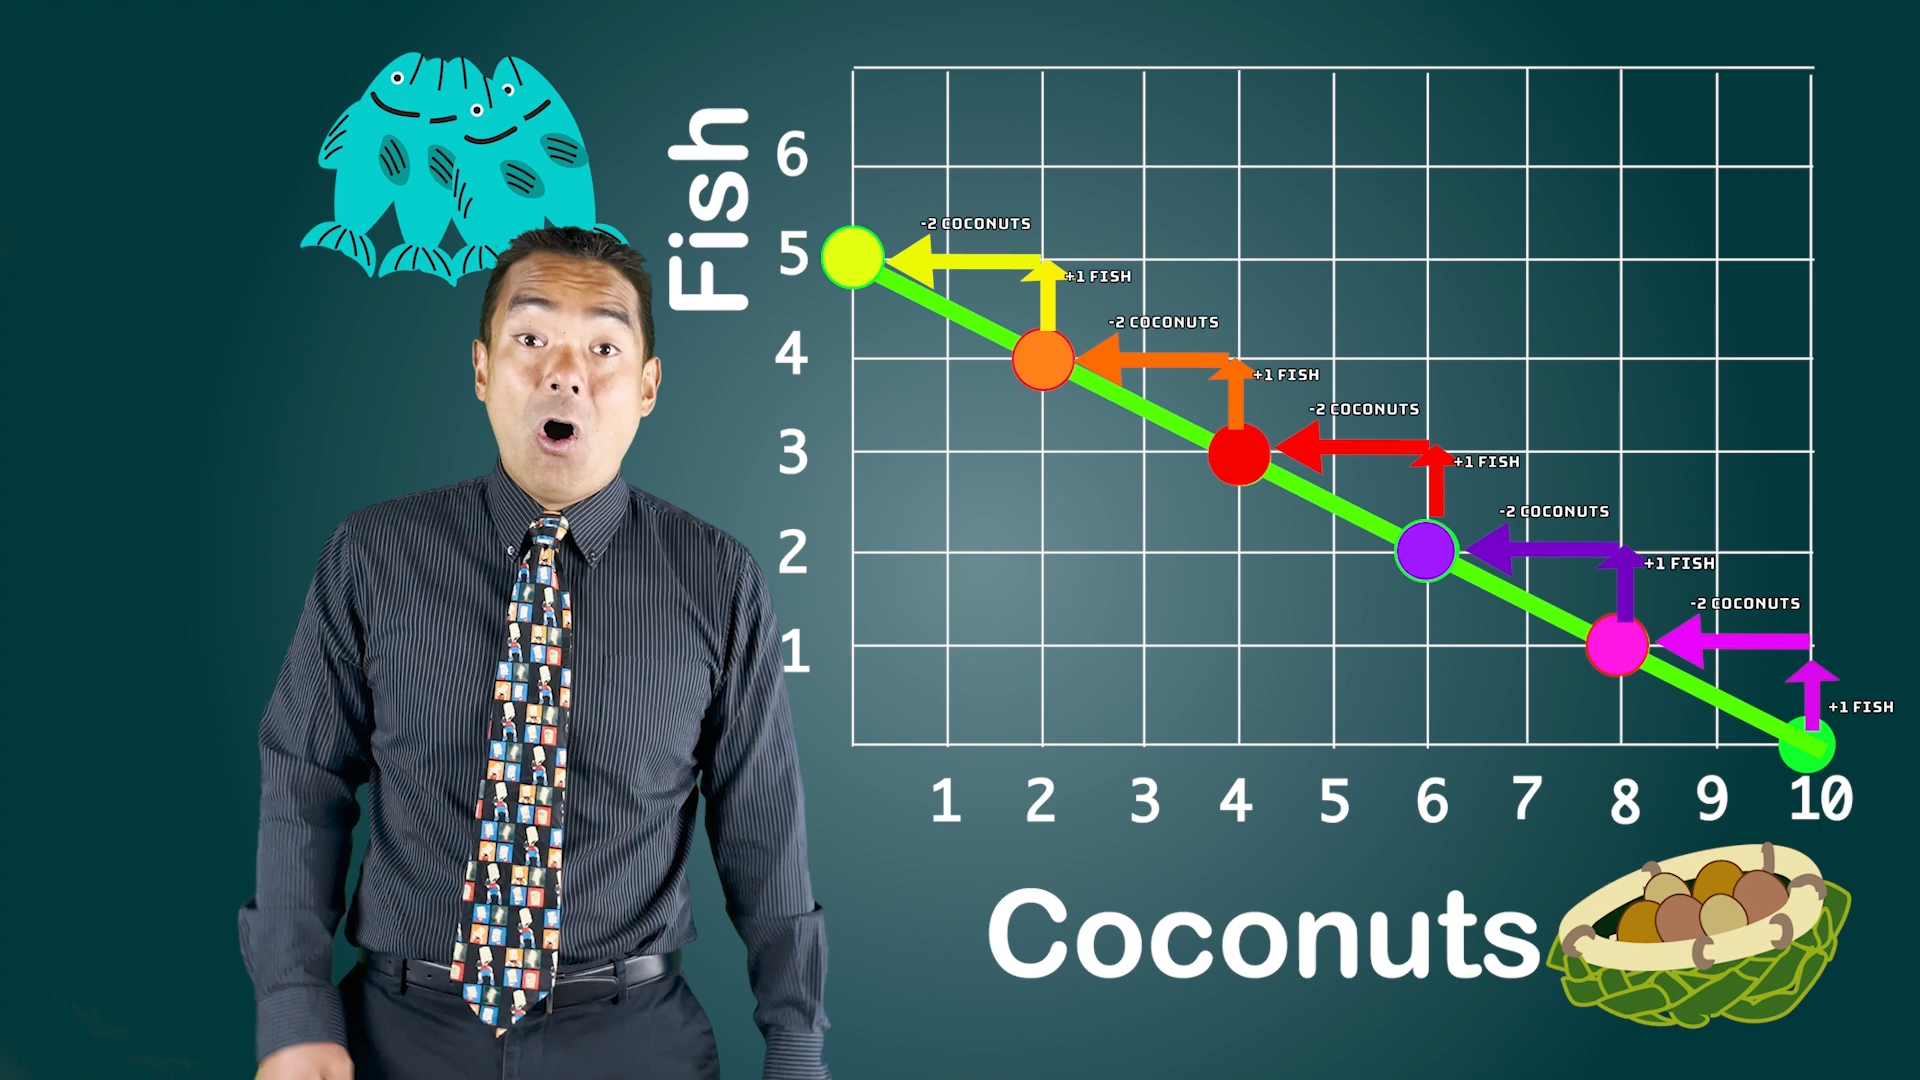 Fish
6
5
4
3
2
1
-2 COCONUTS
+1 FISH
-2 COCONUTS
+1 FISH
-2 COCONUTS
+1 FISH
-2 COCONUTS
+1 FISH
-2 COCONUTS
+1 FISH
1 2 3 4 5 6 7 8 9 10
Coconuts